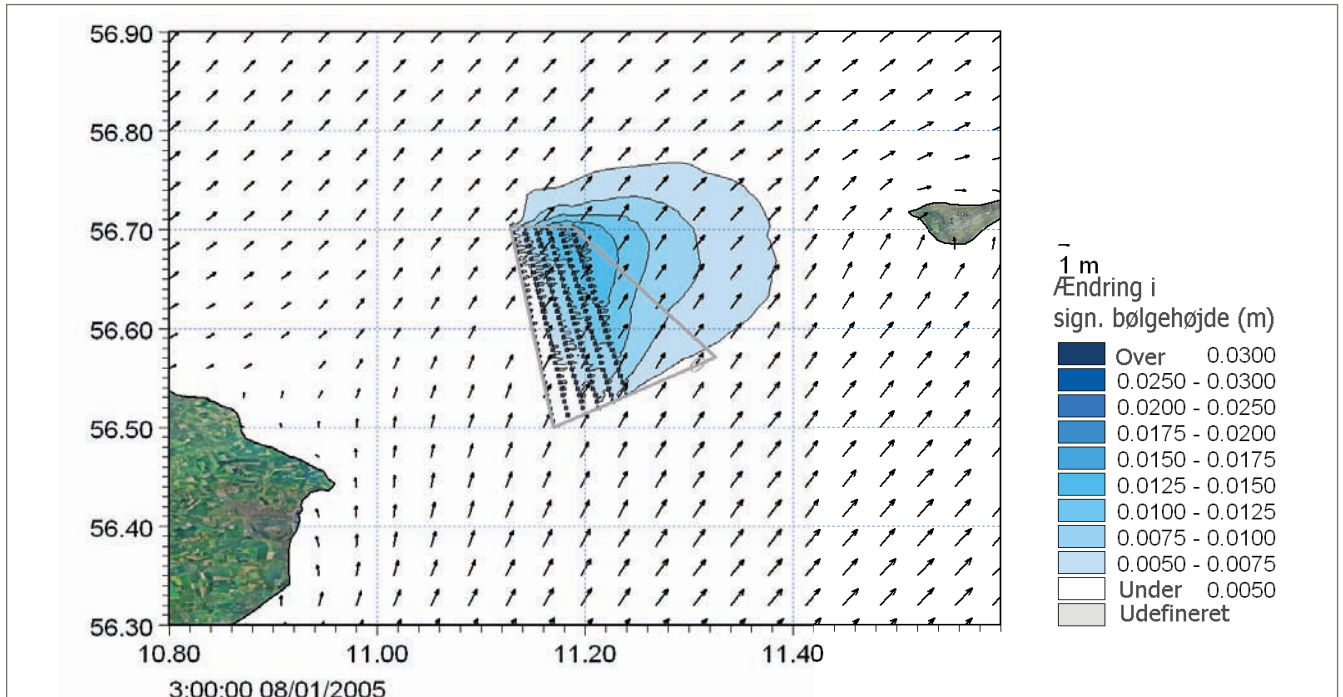 56.90
56.80
56.70
56.60
56.50
56.40
56.30
10.80 11.00 11.20 11.40
3:00:00 08/01/2005
1 m
Ændring i
sign. bølgehøjde (m)
Over 0.0300
0.0250 - 0.0300
0.0200 - 0.0250
0.0175 - 0.0200
0.0150 - 0.0175
0.0125 - 0.0150
0.0100 - 0.0125
0.0075 - 0.0100
0.0050 - 0.0075
Under 0.0050
Udefineret